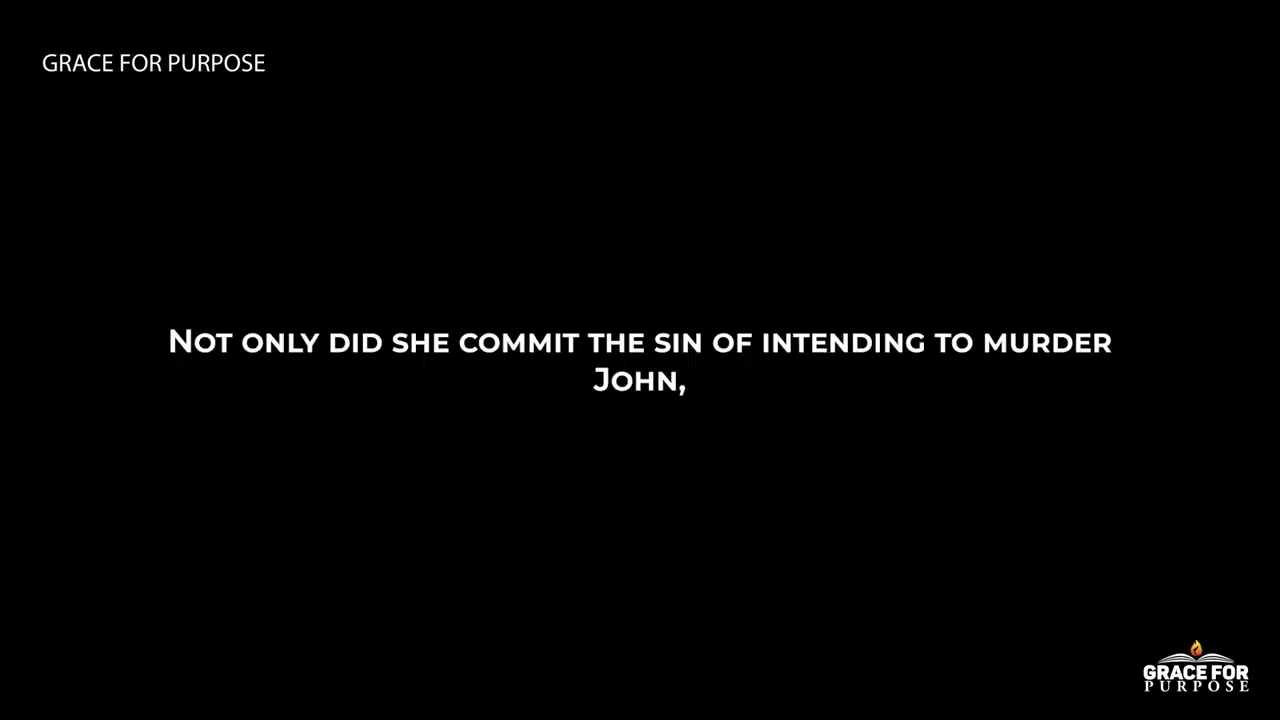 GRACE FOR PURPOSE
NOT ONLY DID SHE COMMIT THE SIN OF INTENDING TO MURDER
JOHN,
GRACE FOR
PURPOSE